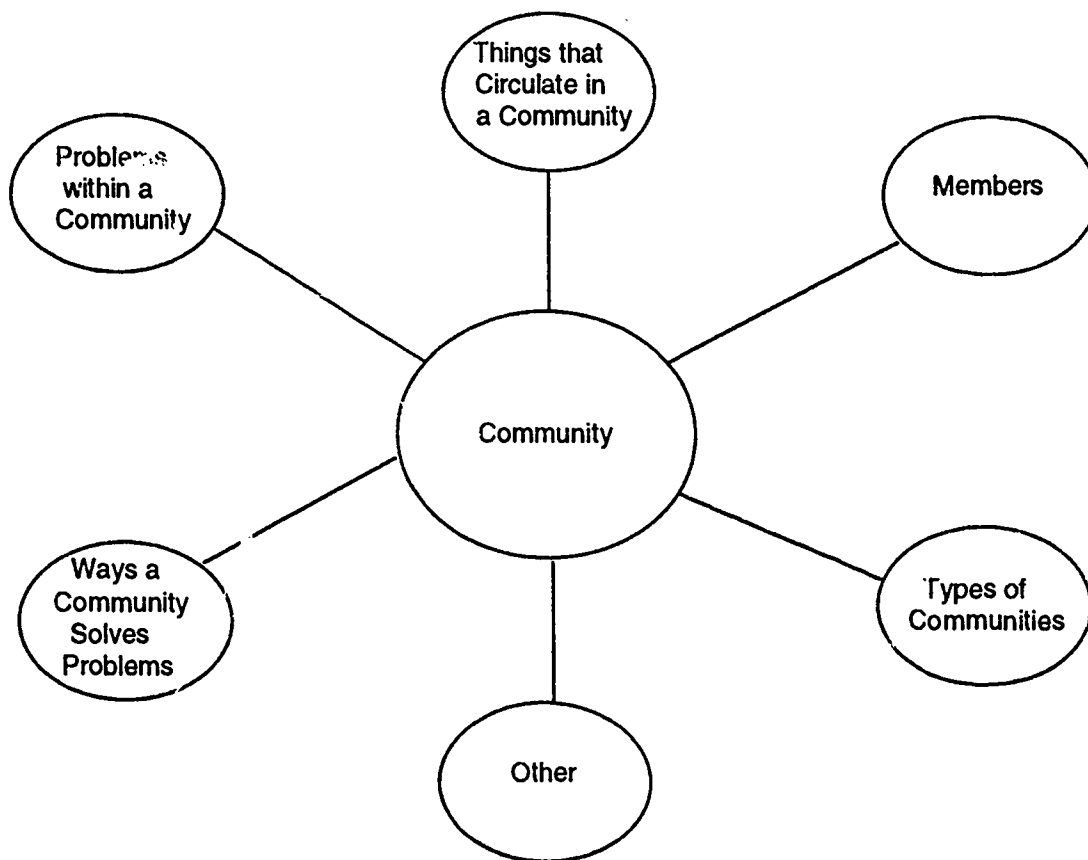 Things that
Circulate in
a Community
Problems
within a
Community
Members
Community
Ways a
Community
Solves
Problems
Types of
Communities
Other